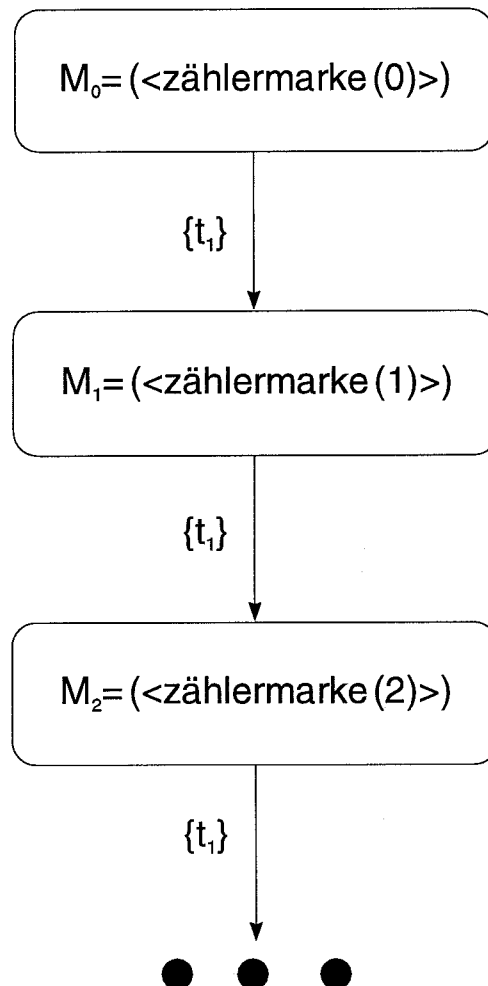 M₀=(<zählermarke(0)>)
{t₁}
M₁=(<zählermarke(1)>)
{t₁}
M₂=(<zählermarke(2)>)
{t₁}